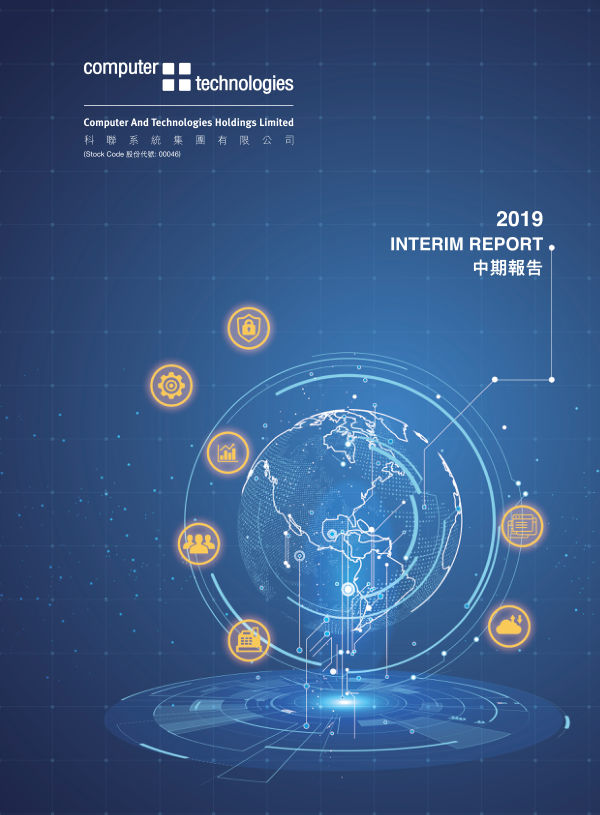 computer
technologies
Computer And Technologies Holdings Limited
科聯系統集團有限公司
(Stock Code 股份代號: 00046)
2019
INTERIM REPORT
中期報告